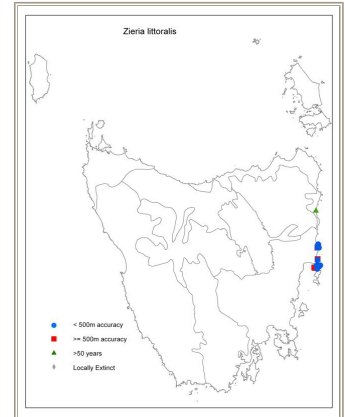 Zieria littoralis
< 500m accuracy
>= 500m accuracy
>50 years
Locally Extinct